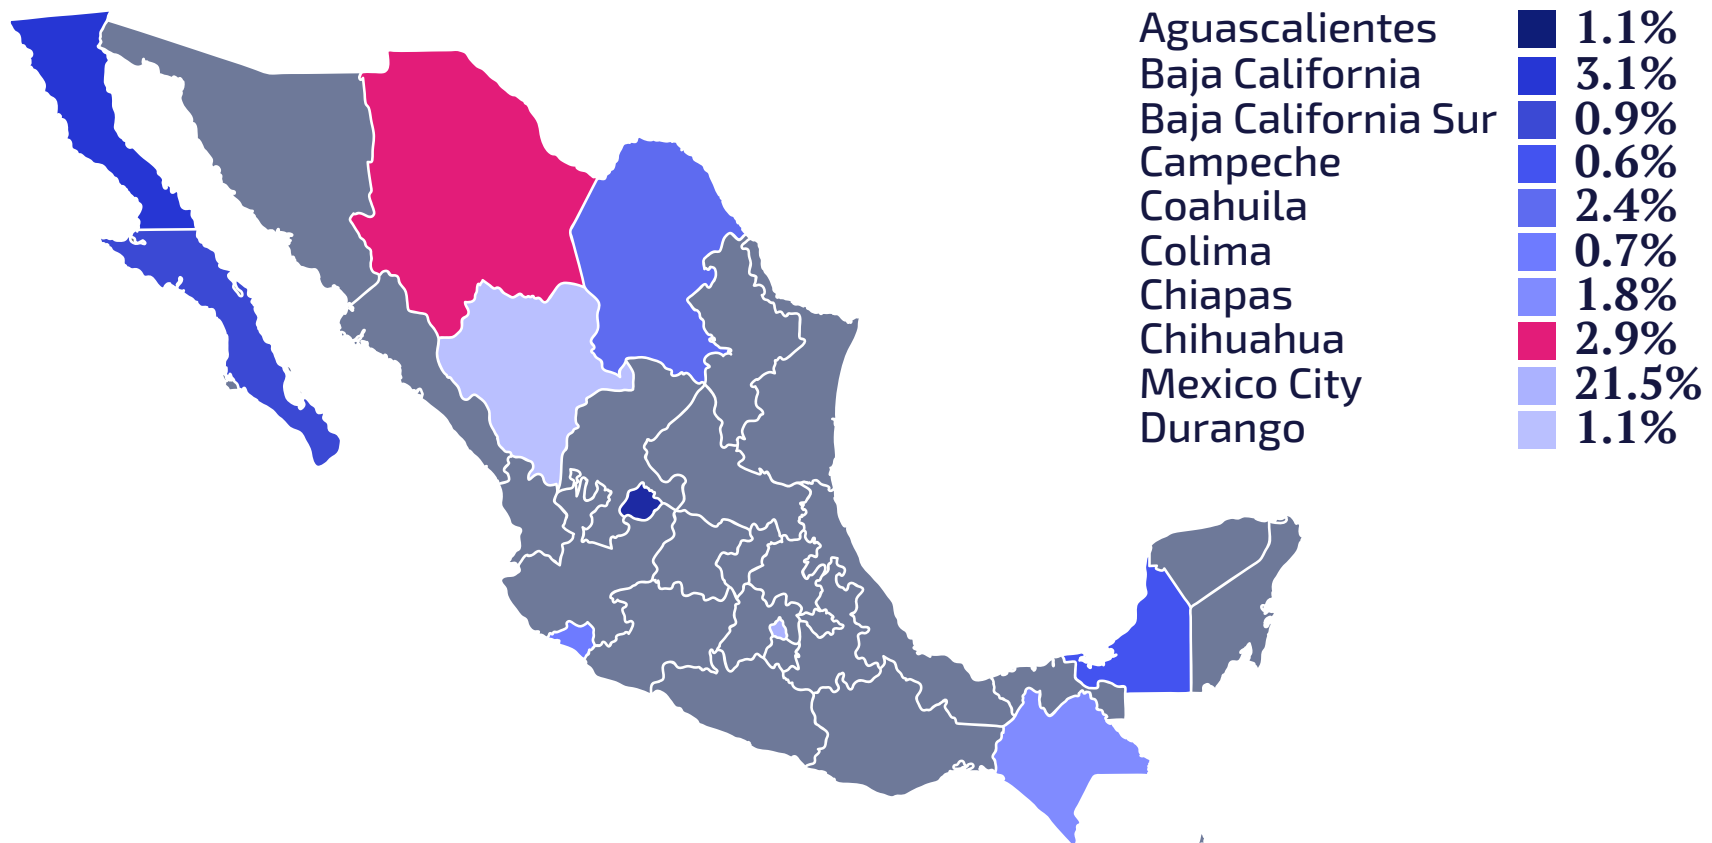 Aguascalientes 1.1%
Baja California 3.1%
Baja California Sur 0.9%
Campeche 0.6%
Coahuila 2.4%
Colima 0.7%
Chiapas 1.8%
Chihuahua 2.9%
Mexico City 21.5%
Durango 1.1%